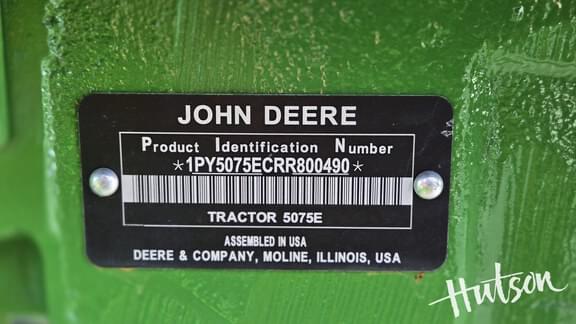 JOHN DEERE
Product Identification Number
*1PY5075ECRR800490*
TRACTOR 5075E
ASSEMBLED IN USA
DEERE & COMPANY, MOLINE, ILLINOIS, USA
Hutson